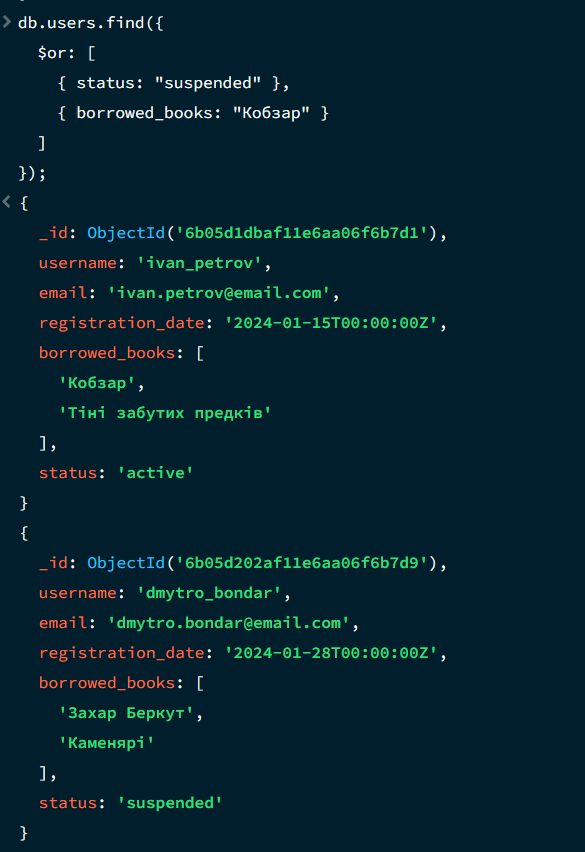 db.users.find({
$or: [
{ status: "suspended" },
{ borrowed_books: "Кобзар" }
]
});
{
_id: ObjectId('6b05d1dbaf11e6aa06f6b7d1'),
username: 'ivan_petrov',
email: 'ivan.petrov@email.com',
registration_date: '2024-01-15T00:00:00Z',
borrowed_books: [
'Кобзар',
'Тіні забутих предків'
],
status: 'active'
}
{
_id: ObjectId('6b05d202af11e6aa06f6b7d9'),
username: 'dmytro_bondar',
email: 'dmytro.bondar@email.com',
registration_date: '2024-01-28T00:00:00Z',
borrowed_books: [
'Захар Беркут',
'Каменярі'
],
status: 'suspended'
}